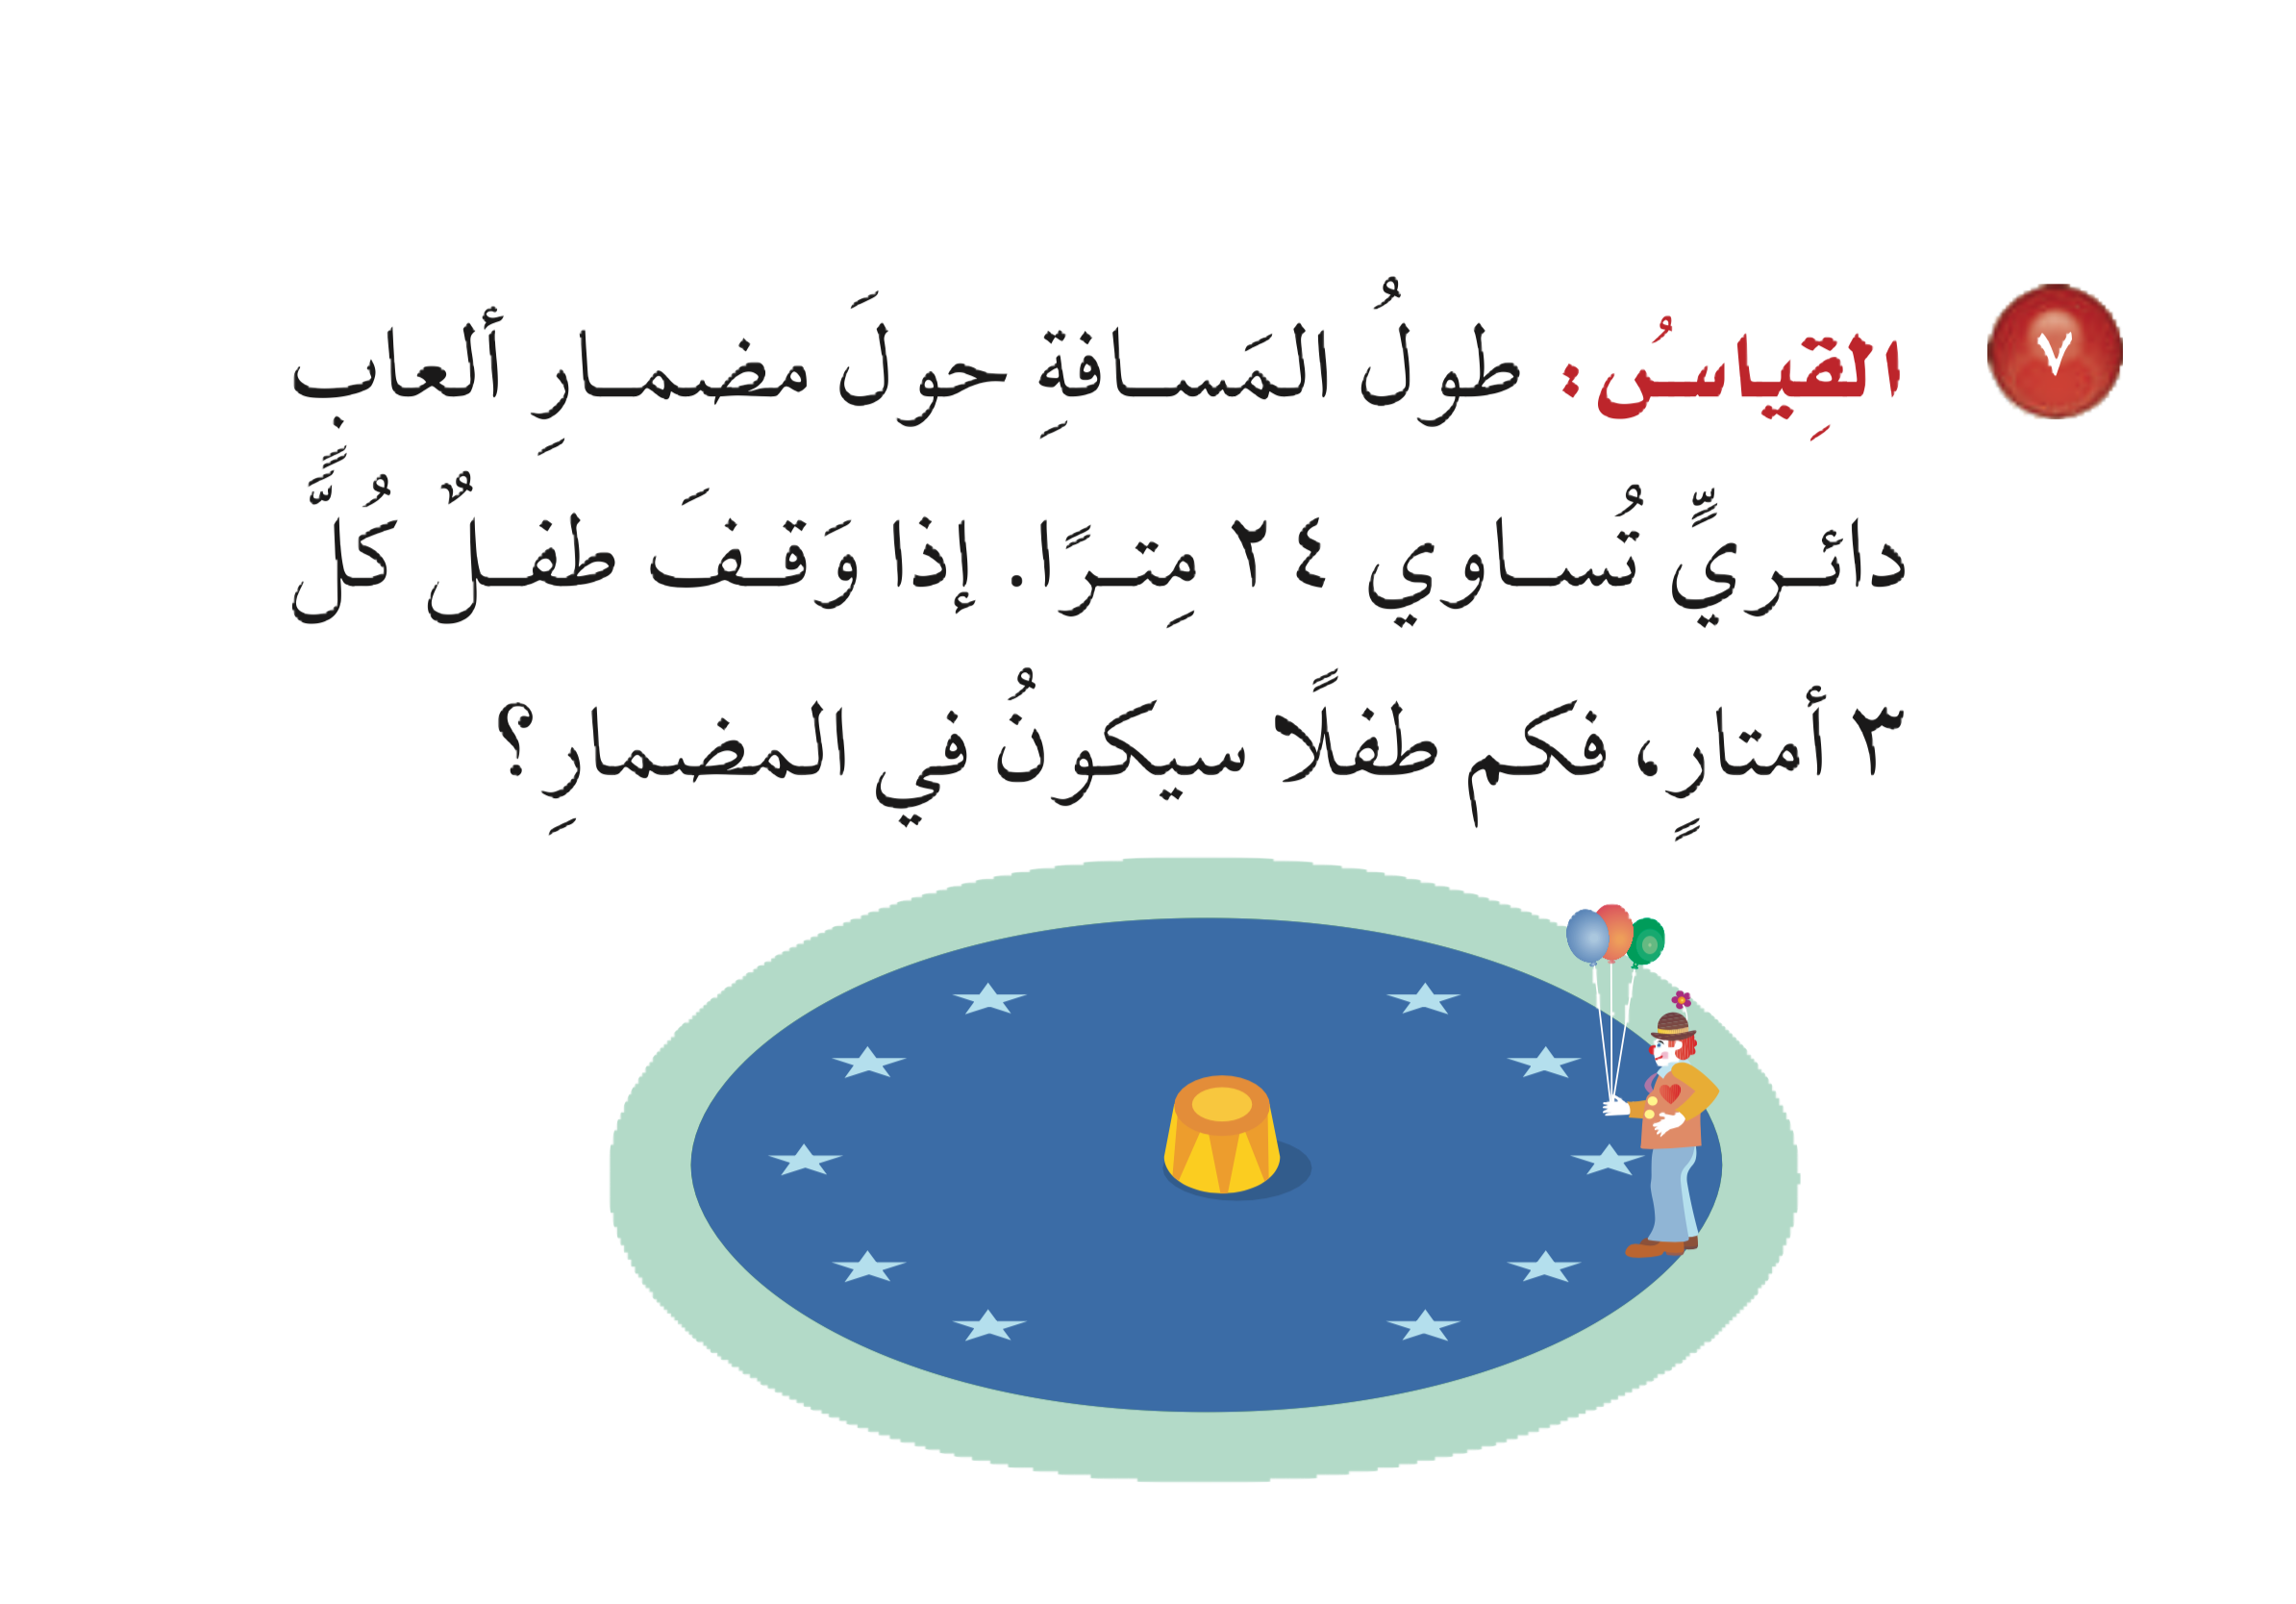 ٧ القِياسُ: طولُ المَسافةِ حولَ مضمارِ ألعابٍ
دائريٍّ تُساوي ٢٤ مِترًا. إذا وَقفَ طفلٌ كُلَّ
٣ أمتارٍ، فكم طفلًا سيكونُ في المضمارِ؟